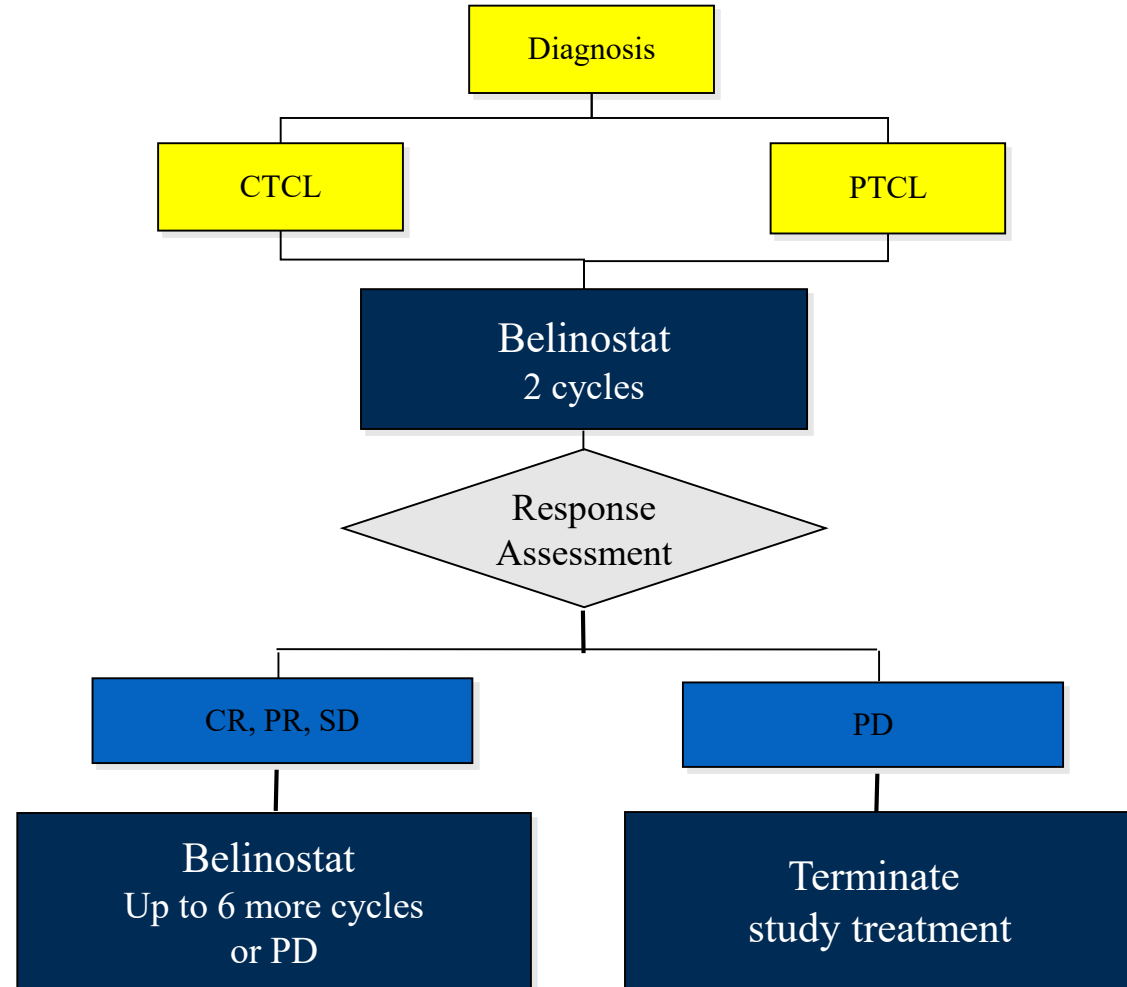 Diagnosis
CTCL
PTCL
Belinostat
2 cycles
Response
Assessment
CR, PR, SD
PD
Belinostat
Up to 6 more cycles
or PD
Terminate
study treatment